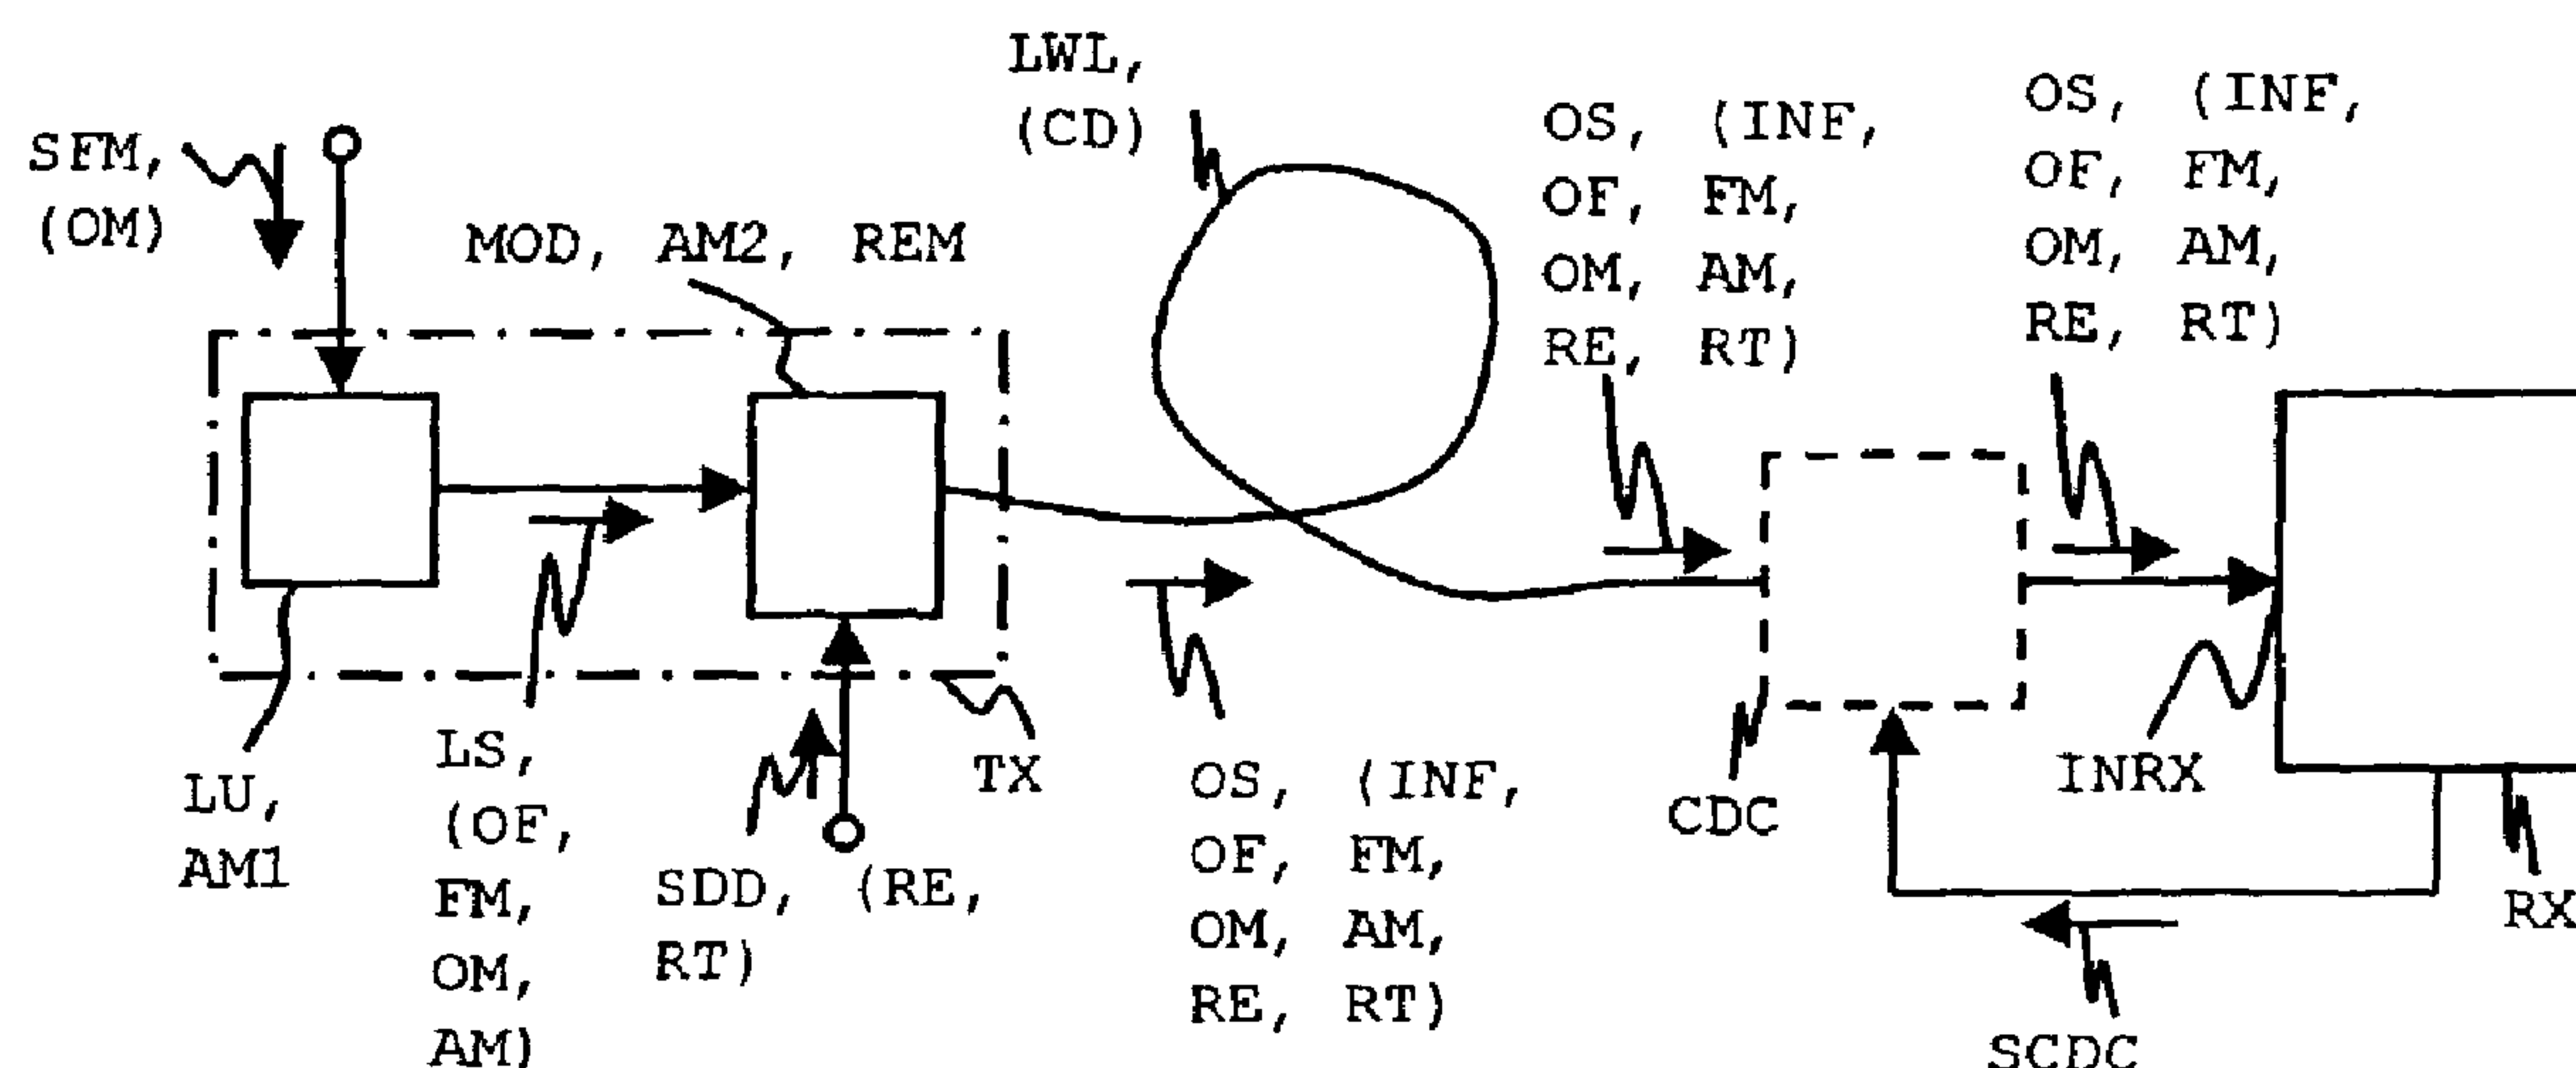 LWL,
(CD)
SFM,
(OM)
MOD, AM2, REM
OS, (INF,
OF, FM,
OM, AM,
RE, RT)
OS, (INF,
OF, FM,
OM, AM,
RE, RT)
LU,
AM1
LS,
(OF,
FM,
OM,
AM)
SDD, (RE,
RT)
TX
OS, (INF,
OF, FM,
OM, AM,
RE, RT)
CDC
INRX
RX
SCDC